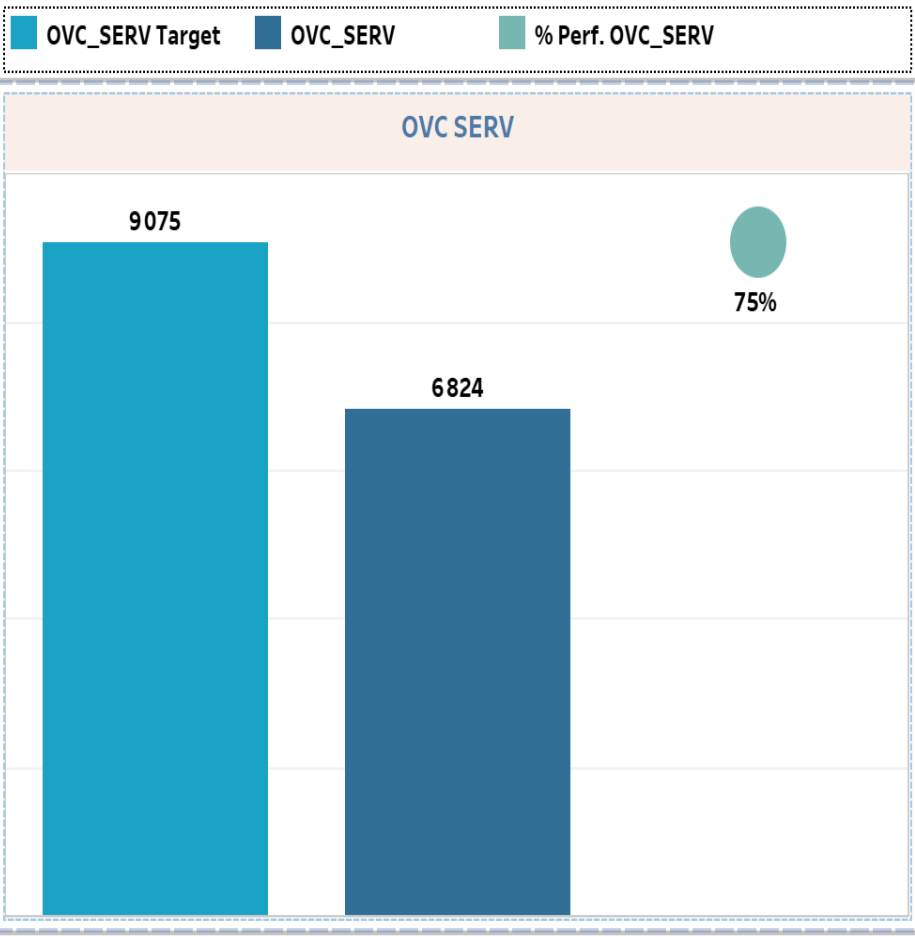 OVC_SERV Target OVC_SERV % Perf. OVC_SERV
OVC SERV
9 075
75%
6 824